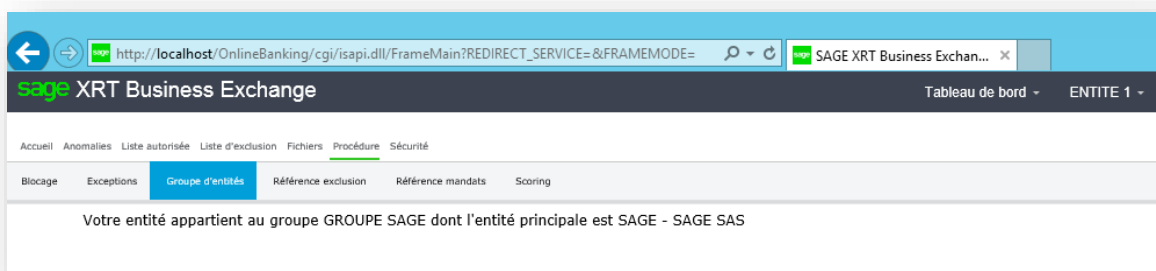 sage http://localhost/OnlineBanking/cgi/isapi.dll/FrameMain?REDIRECT_SERVICE=&FRAMEMODE= sage SAGE XRT Business Exchan... ×
sage XRT Business Exchange Tableau de bord ENTITE 1
Accueil Anomalies Liste autorisée Liste d'exclusion Fichiers Procédure Sécurité
Blocage Exceptions Groupe d'entités Référence exclusion Référence mandats Scoring
Votre entité appartient au groupe GROUPE SAGE dont l'entité principale est SAGE - SAGE SAS